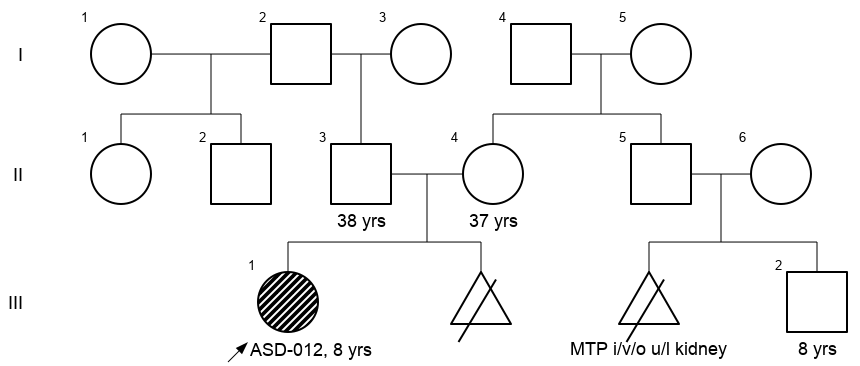 1 2 3 4 5
I
1 2 3 4 5 6
II
38 yrs 37 yrs
1 2
III
ASD-012, 8 yrs MTP i/v/o u/l kidney 8 yrs